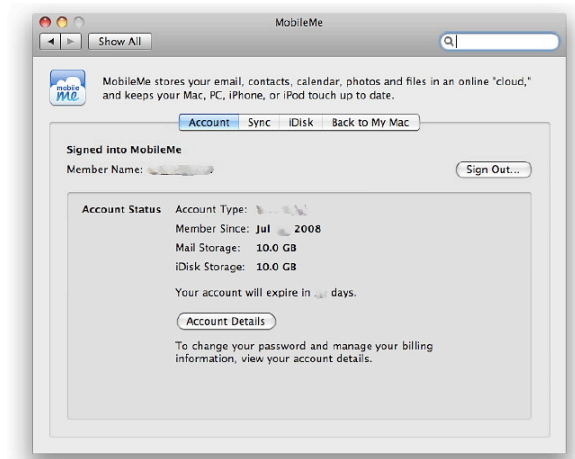 MobileMe
Show All
mobile
me
MobileMe stores your email, contacts, calendar, photos and files in an online "cloud,"
and keeps your Mac, PC, iPhone, or iPod touch up to date.
Account Sync iDisk Back to My Mac
Signed into MobileMe
Member Name:
Sign Out...
Account Status Account Type:
Member Since: Jul 2008
Mail Storage: 10.0 GB
iDisk Storage: 10.0 GB
Your account will expire in days.
Account Details
To change your password and manage your billing
information, view your account details.